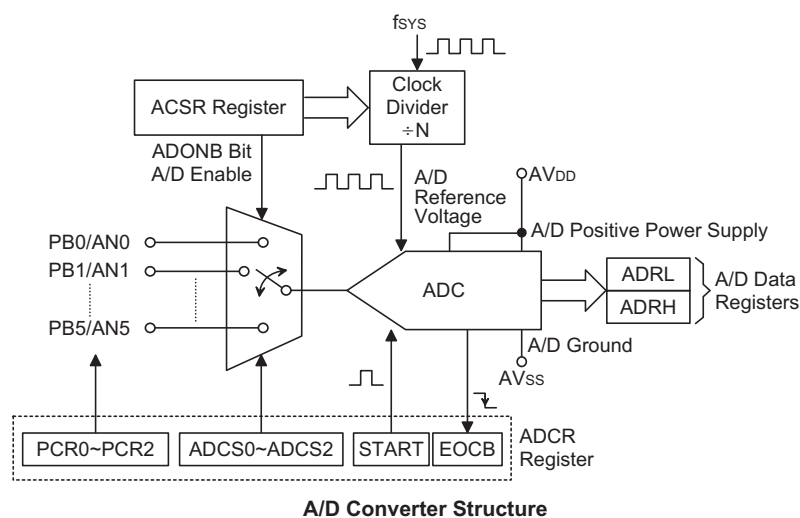 fSYS
Clock
Divider
÷N
ACSR Register
ADONB Bit
A/D Enable
A/D
Reference
Voltage
AVDD
A/D Positive Power Supply
PB0/AN0
PB1/AN1
PB5/AN5
ADC
ADRL
ADRH
A/D Data
Registers
A/D Ground
AVSS
PCR0~PCR2
ADCS0~ADCS2
START
EOCB
ADCR
Register
A/D Converter Structure